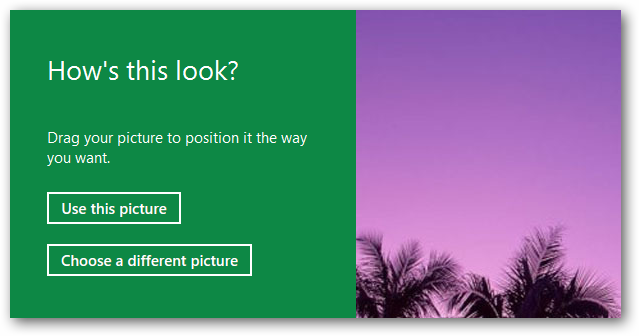 How's this look?
Drag your picture to position it the way
you want.
Use this picture
Choose a different picture